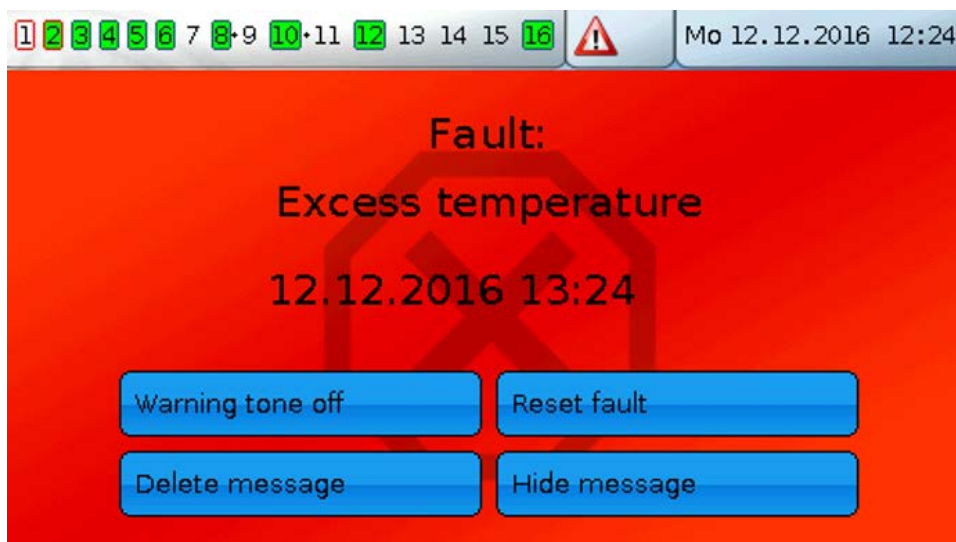 1 2 3 4 5 6 7 8+9 10+11 12 13 14 15 16 Mo 12.12.2016 12:24
Fault:
Excess temperature
12.12.2016 13:24
Warning tone off Reset fault
Delete message Hide message